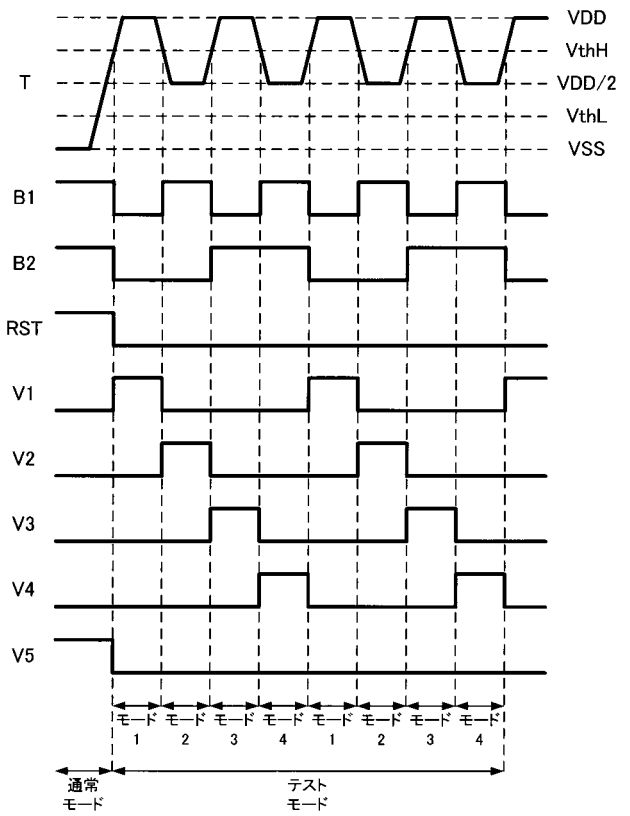 T
VDD
VthH
VDD/2
VthL
VSS
B1
B2
RST
V1
V2
V3
V4
V5
モード モード モード モード モード モード モード モード
1 2 3 4 1 2 3 4
通常
モード
テスト
モード